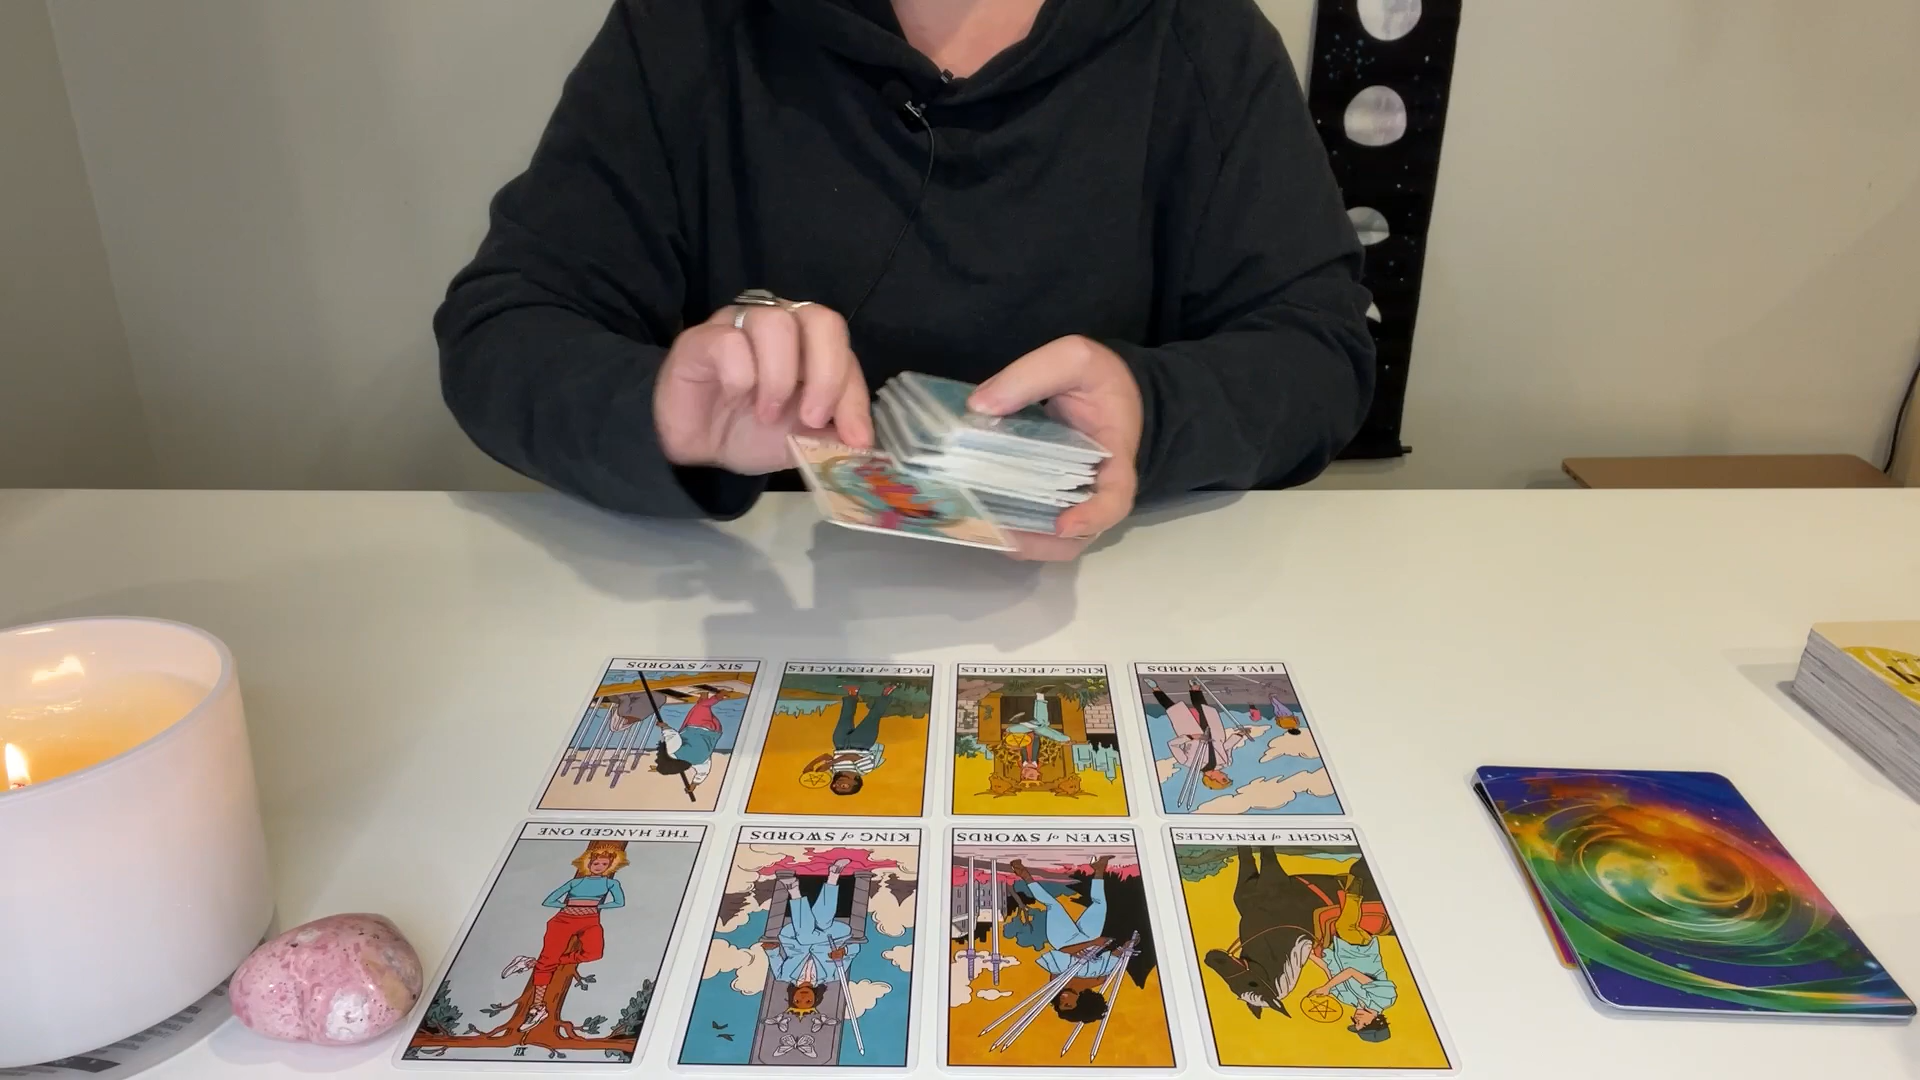 SIX of SWORDS
PAGE of PENTACLES
KING of PENTACLES
FIVE of SWORDS
THE HANGED ONE
KING of SWORDS
SEVEN of SWORDS
KNIGHT of PENTACLES
XII